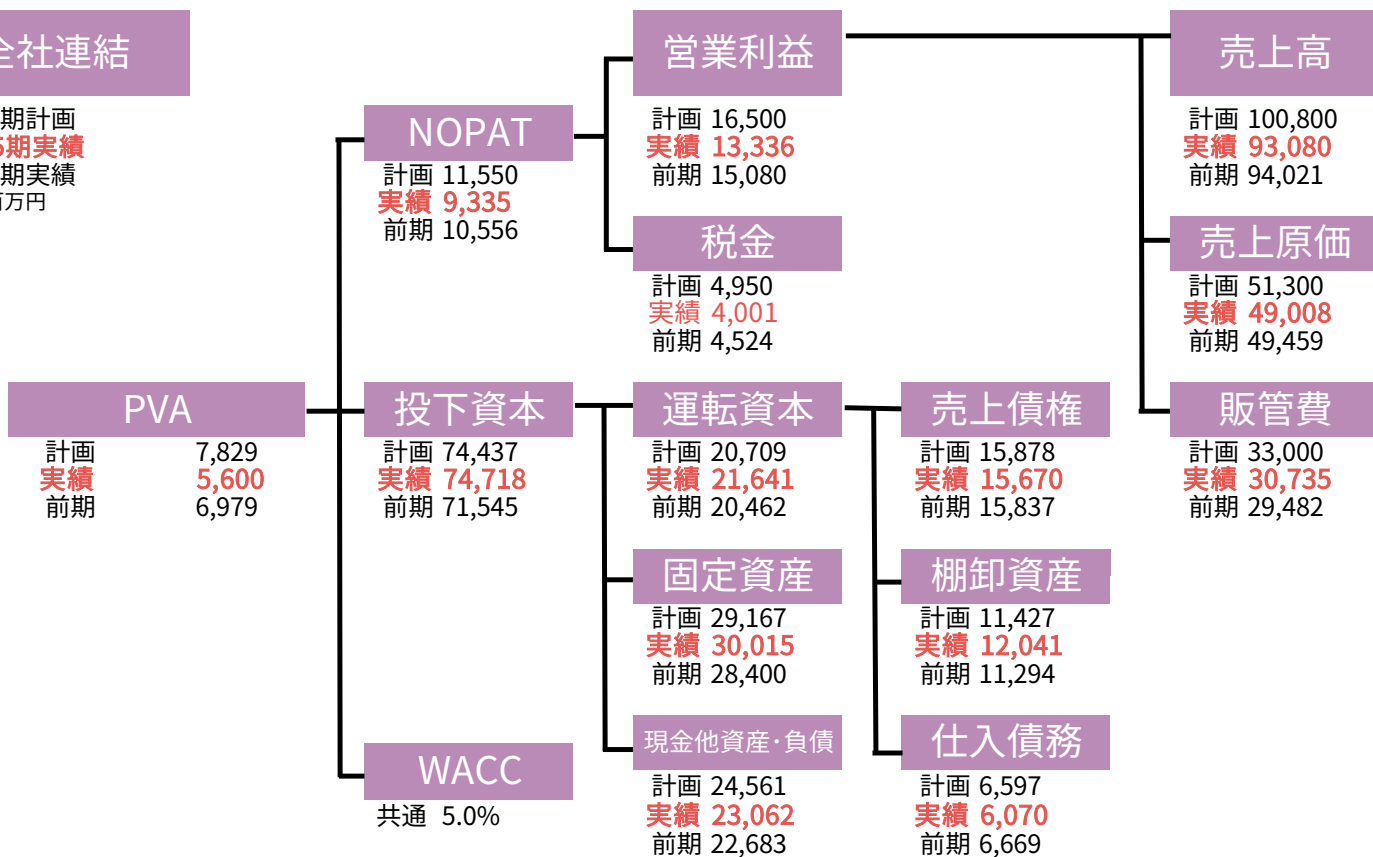 全社連結
期計画
期実績
期実績
百万円
PVA
計画 7,829
実績 5,600
前期 6,979
NOPAT
計画 11,550
実績 9,335
前期 10,556
投下資本
計画 74,437
実績 74,718
前期 71,545
WACC
共通 5.0%
営業利益
計画 16,500
実績 13,336
前期 15,080
税金
計画 4,950
実績 4,001
前期 4,524
運転資本
計画 20,709
実績 21,641
前期 20,462
固定資産
計画 29,167
実績 30,015
前期 28,400
現金他資産･負債
計画 24,561
実績 23,062
前期 22,683
売上債権
計画 15,878
実績 15,670
前期 15,837
棚卸資産
計画 11,427
実績 12,041
前期 11,294
仕入債務
計画 6,597
実績 6,070
前期 6,669
売上高
計画 100,800
実績 93,080
前期 94,021
売上原価
計画 51,300
実績 49,008
前期 49,459
販管費
計画 33,000
実績 30,735
前期 29,482